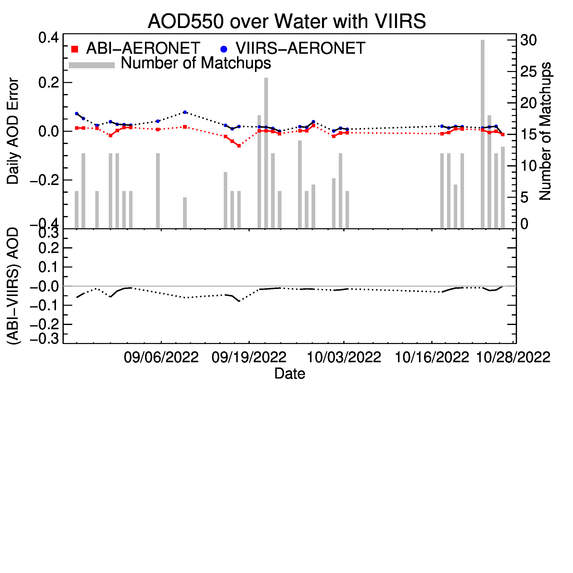 AOD550 over Water with VIIRS
ABI−AERONET VIIRS−AERONET
Number of Matchups
Daily AOD Error
0.4
0.2
0.0
−0.2
−0.4
30
25
20
15
10
5
0
Number of Matchups
(ABI−VIIRS) AOD
0.3
0.2
0.1
−0.0
−0.1
−0.2
−0.3
09/06/2022 09/19/2022 10/03/2022 10/16/2022 10/28/2022
Date